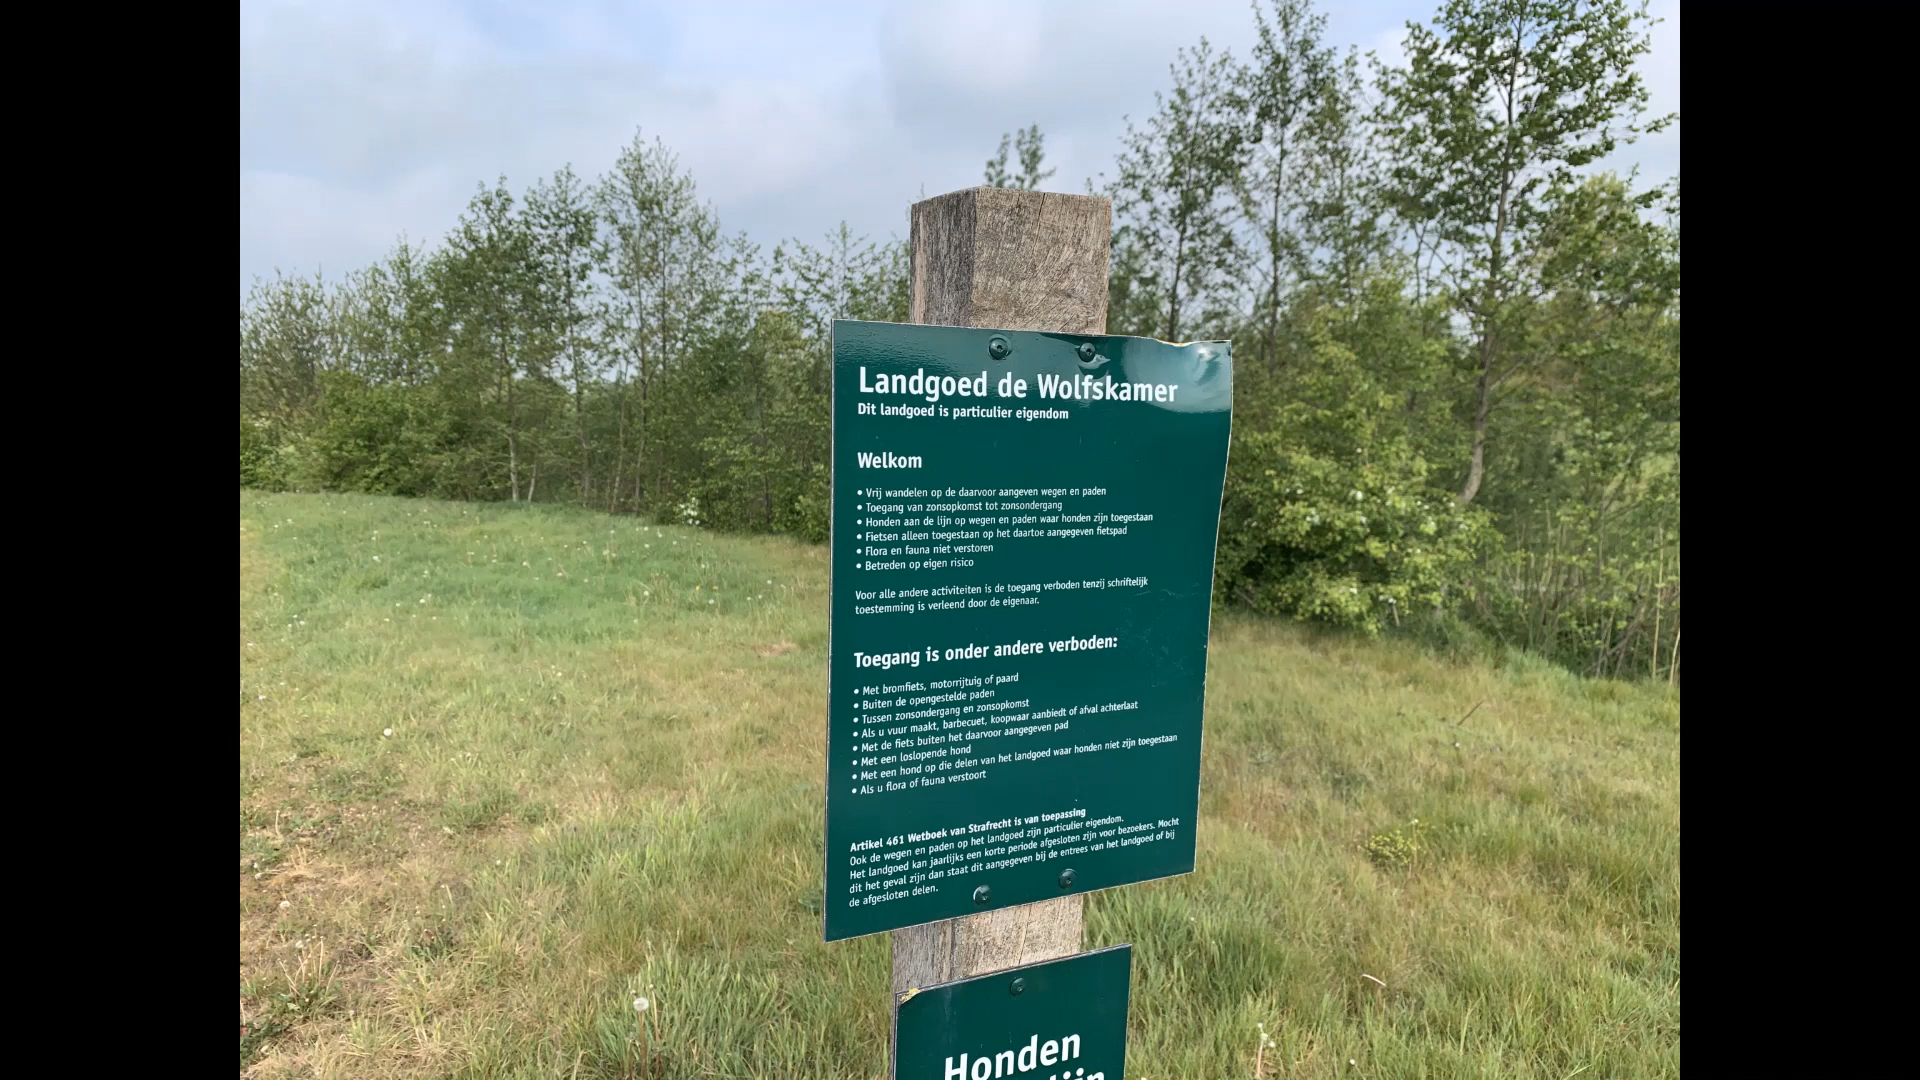 Landgoed de Wolfskamer
Dit landgoed is particulier eigendom
Welkom
• Vrij wandelen op de daarvoor aangeven wegen en paden
• Toegang van zonsopkomst tot zonsondergang
• Honden aan de lijn op wegen en paden waar honden zijn toegestaan
• Fietsen alleen toegestaan op het daartoe aangegeven fietspad
• Flora en fauna niet verstoren
• Betreden op eigen risico
Voor alle andere activiteiten is de toegang verboden tenzij schriftelijk
toestemming is verleend door de eigenaar.
Toegang is onder andere verboden:
• Met bromfiets, motorrijtuig of paard
• Buiten de opengestelde paden
• Tussen zonsondergang en zonsopkomst
• Als u vuur maakt, barbecuet, koopwaar aanbiedt of afval achterlaat
• Met de fiets buiten het daarvoor aangegeven pad
• Met een loslopende hond
• Met een hond op die delen van het landgoed waar honden niet zijn toegestaan
• Als u flora of fauna verstoort
Artikel 461 Wetboek van Strafrecht is van toepassing
Ook de wegen en paden op het landgoed zijn particulier eigendom.
Het landgoed kan jaarlijks een korte periode afgesloten zijn voor bezoekers. Mocht
dit het geval zijn dan staat dit aangegeven bij de entrees van het landgoed of bij
de afgesloten delen.
Honden